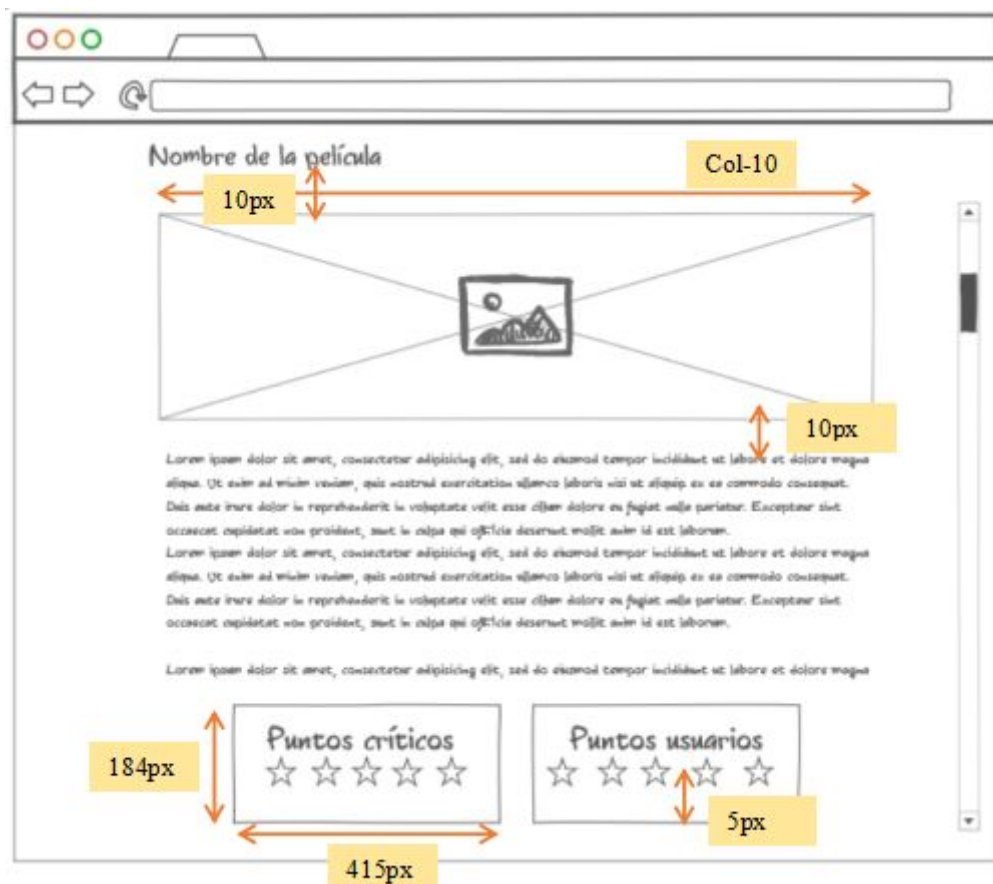 Nombre de la película
Col-10
10px
10px
Lorem ipsum dolor sit amet, consectetur adipisicing elit, sed do eiusmod tempor incididunt ut labore et dolore magna
aliqua. Ut enim ad minim veniam, quis nostrud exercitation ullamco laboris nisi ut aliquip ex ea commodo consequat.
Duis aute irure dolor in reprehenderit in voluptate velit esse cillum dolore eu fugiat nulla pariatur. Excepteur sint
occaecat cupidatat non proident, sunt in culpa qui officia deserunt mollit anim id est laborum.
Lorem ipsum dolor sit amet, consectetur adipisicing elit, sed do eiusmod tempor incididunt ut labore et dolore magna
aliqua. Ut enim ad minim veniam, quis nostrud exercitation ullamco laboris nisi ut aliquip ex ea commodo consequat.
Duis aute irure dolor in reprehenderit in voluptate velit esse cillum dolore eu fugiat nulla pariatur. Excepteur sint
occaecat cupidatat non proident, sunt in culpa qui officia deserunt mollit anim id est laborum.
Lorem ipsum dolor sit amet, consectetur adipisicing elit, sed do eiusmod tempor incididunt ut labore et dolore magna
Puntos críticos
Puntos usuarios
184px
5px
415px